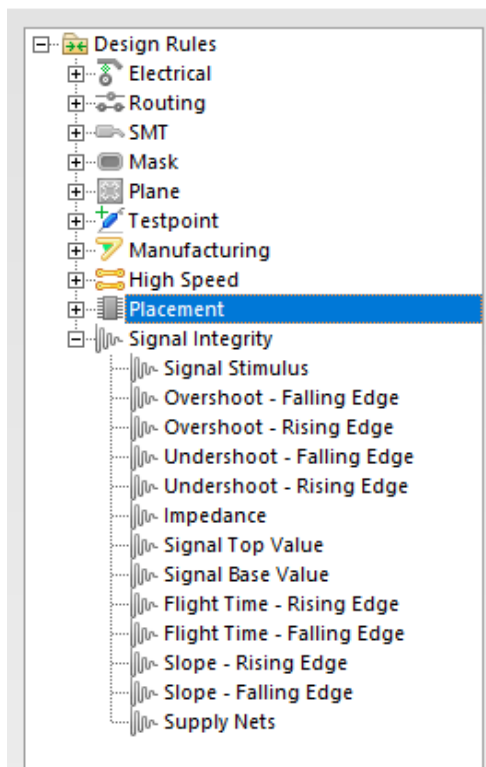 Design Rules
Electrical
Routing
SMT
Mask
Plane
Testpoint
Manufacturing
High Speed
Placement
Signal Integrity
Signal Stimulus
Overshoot - Falling Edge
Overshoot - Rising Edge
Undershoot - Falling Edge
Undershoot - Rising Edge
Impedance
Signal Top Value
Signal Base Value
Flight Time - Rising Edge
Flight Time - Falling Edge
Slope - Rising Edge
Slope - Falling Edge
Supply Nets